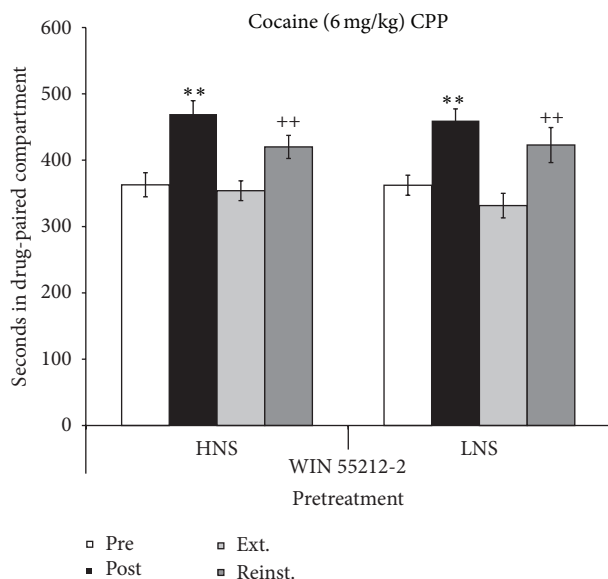 Cocaine (6 mg/kg) CPP
600
500
400
300
200
100
0
Seconds in drug-paired compartment
** ++ ** ++
HNS LNS
WIN 55212-2
Pretreatment
Pre Ext.
Post Reinst.